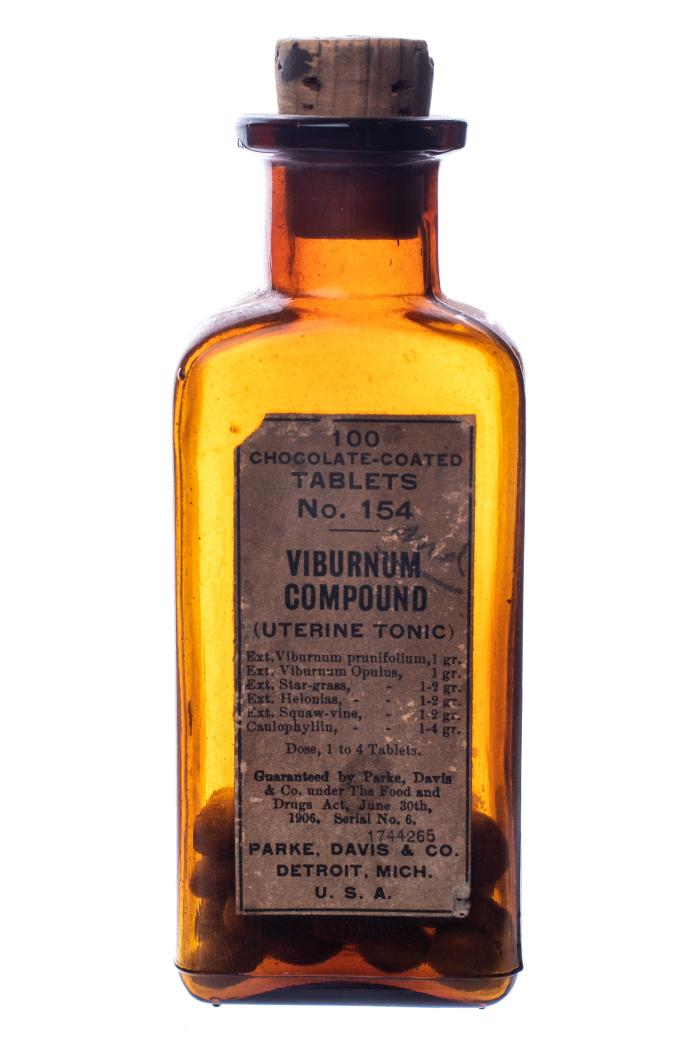 100
CHOCOLATE-COATED
TABLETS
No. 154
VIBURNUM
COMPOUND
(UTERINE TONIC)
Ext. Viburnum prunifolium, 1 gr.
Ext. Viburnum Opulus, 1 gr.
Ext. Star-grass, - 1-2 gr.
Ext. Helonias, - - 1-2 gr.
Ext. Squaw-vine, - - 1-2 gr.
Caulophyllin, - - 1-4 gr.
Dose, 1 to 4 Tablets.
Guaranteed by Parke, Davis
& Co. under The Food and
Drugs Act, June 30th,
1906. Serial No. 6.
1744265
PARKE, DAVIS & CO.
DETROIT, MICH.
U. S. A.